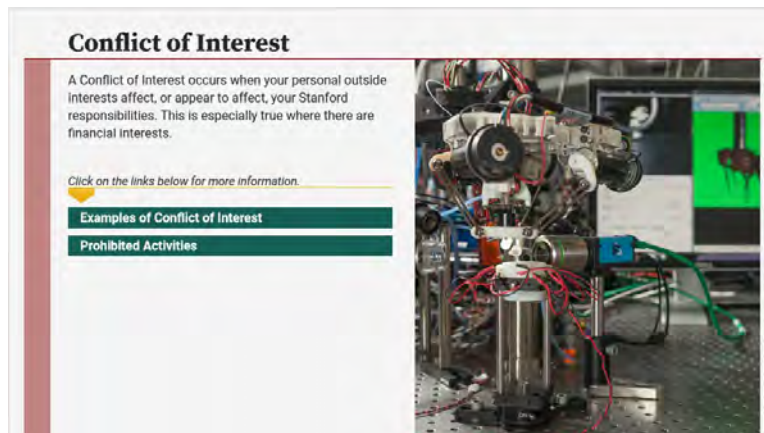 Conflict of Interest
A Conflict of Interest occurs when your personal outside
interests affect, or appear to affect, your Stanford
responsibilities. This is especially true where there are
financial interests.
Click on the links below for more information.
Examples of Conflict of Interest
Prohibited Activities